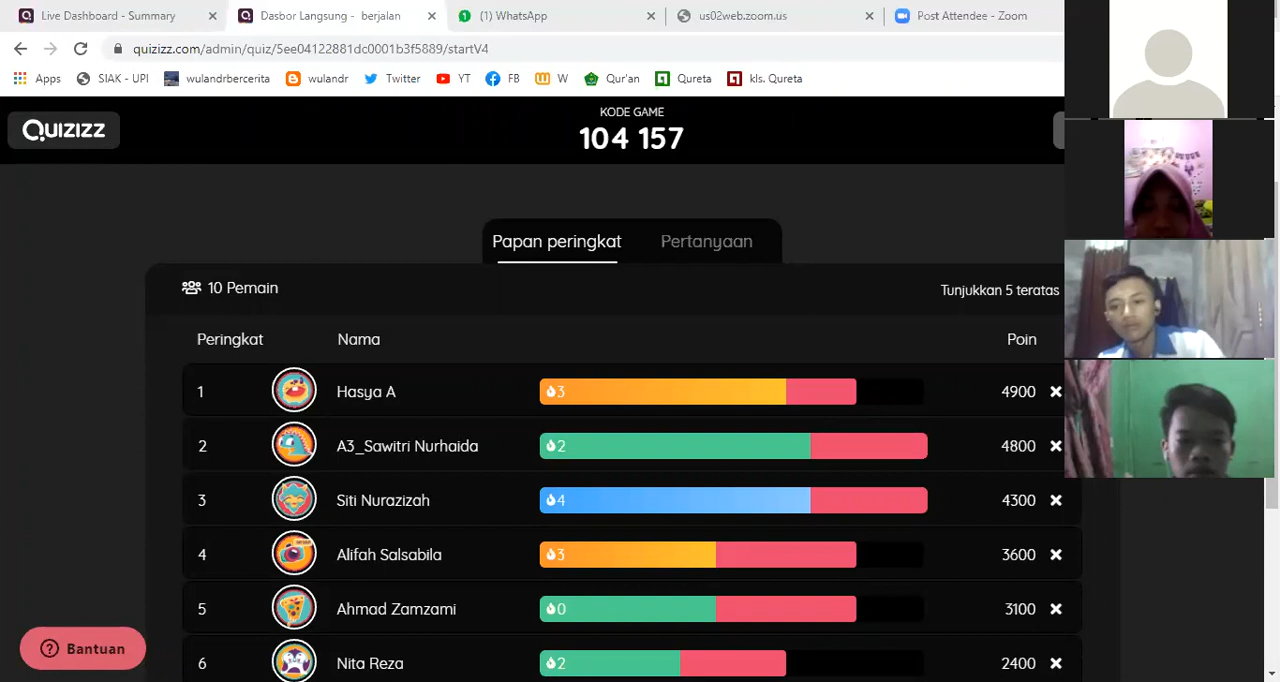 Live Dashboard - Summary
Dasbor Langsung - berjalan
(1) WhatsApp
us02web.zoom.us
Post Attendee - Zoom
quizizz.com/admin/quiz/5ee04122881dc0001b3f5889/startV4
Apps
SIAK - UPI
wulandrbercerita
wulandr
Twitter
YT
FB
W
Qur'an
Qureta
kls. Qureta
Quizizz
KODE GAME
104 157
Papan peringkat
Pertanyaan
10 Pemain
Tunjukkan 5 teratas
Peringkat Nama Poin
1 Hasya A 3 4900
2 A3_Sawitri Nurhaida 2 4800
3 Siti Nurazizah 4 4300
4 Alifah Salsabila 3 3600
5 Ahmad Zamzami 0 3100
6 Nita Reza 2 2400
Bantuan